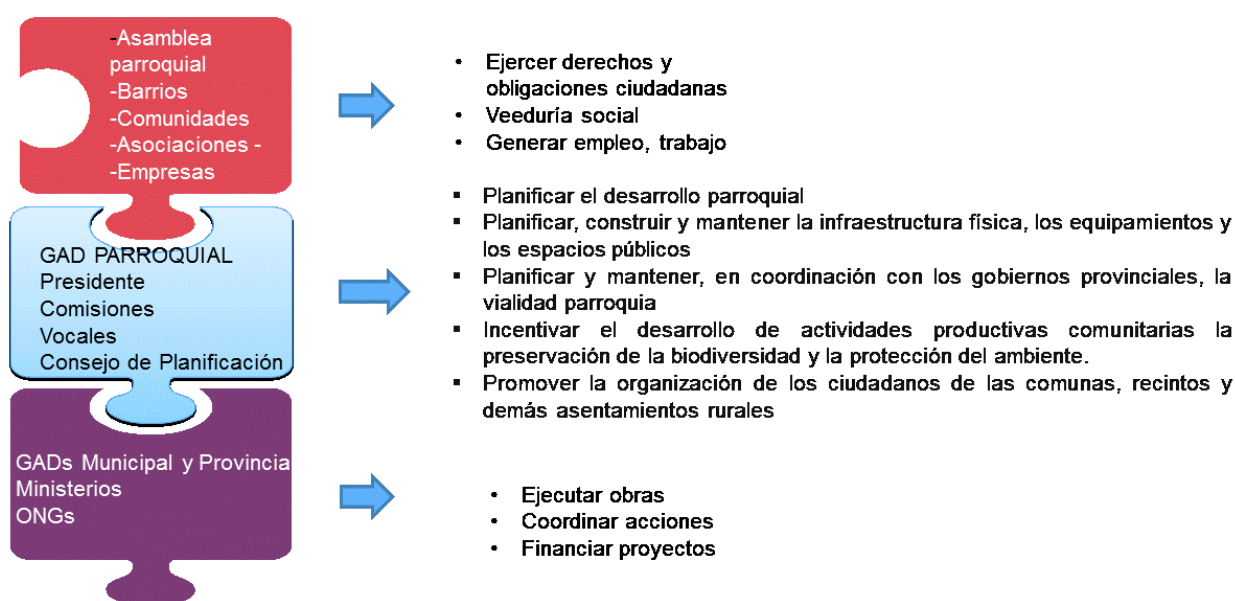 -Asamblea
parroquial
-Barrios
-Comunidades
-Asociaciones -
-Empresas
• Ejercer derechos y
obligaciones ciudadanas
• Veeduría social
• Generar empleo, trabajo
GAD PARROQUIAL
Presidente
Comisiones
Vocales
Consejo de Planificación
▪ Planificar el desarrollo parroquial
▪ Planificar, construir y mantener la infraestructura física, los equipamientos y
los espacios públicos
▪ Planificar y mantener, en coordinación con los gobiernos provinciales, la
vialidad parroquia
▪ Incentivar el desarrollo de actividades productivas comunitarias la
preservación de la biodiversidad y la protección del ambiente.
▪ Promover la organización de los ciudadanos de las comunas, recintos y
demás asentamientos rurales
GADs Municipal y Provincia
Ministerios
ONGs
• Ejecutar obras
• Coordinar acciones
• Financiar proyectos